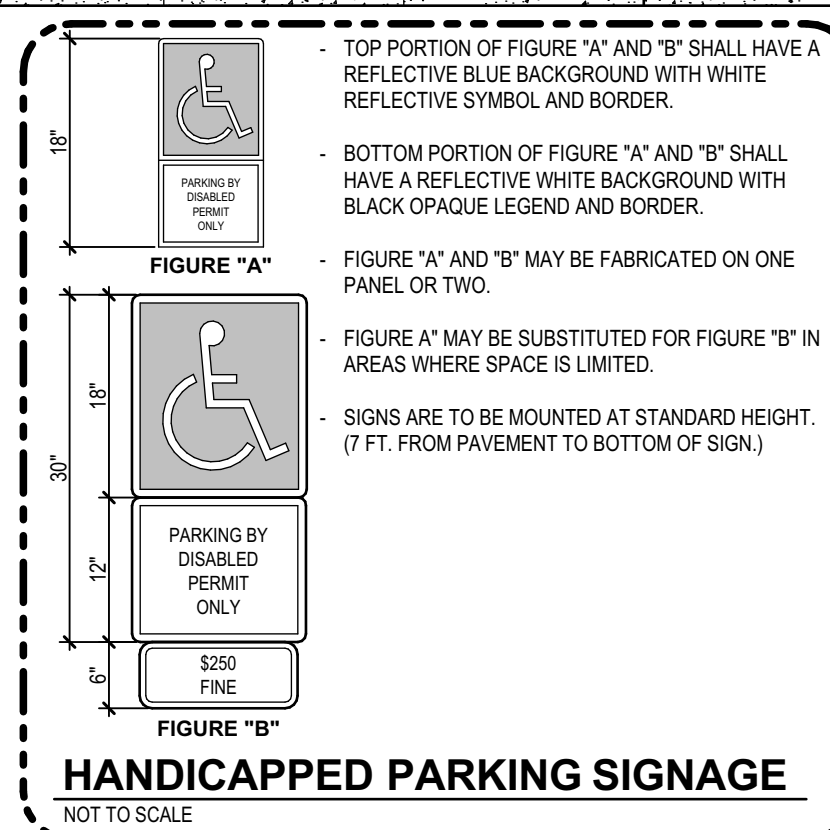 18"
PARKING BY
DISABLED
PERMIT
ONLY
FIGURE "A"
30"
18"
12"
6"
PARKING BY
DISABLED
PERMIT
ONLY
$250
FINE
FIGURE "B"
- TOP PORTION OF FIGURE "A" AND "B" SHALL HAVE A
REFLECTIVE BLUE BACKGROUND WITH WHITE
REFLECTIVE SYMBOL AND BORDER.
- BOTTOM PORTION OF FIGURE "A" AND "B" SHALL
HAVE A REFLECTIVE WHITE BACKGROUND WITH
BLACK OPAQUE LEGEND AND BORDER.
- FIGURE "A" AND "B" MAY BE FABRICATED ON ONE
PANEL OR TWO.
- FIGURE A" MAY BE SUBSTITUTED FOR FIGURE "B" IN
AREAS WHERE SPACE IS LIMITED.
- SIGNS ARE TO BE MOUNTED AT STANDARD HEIGHT.
(7 FT. FROM PAVEMENT TO BOTTOM OF SIGN.)
HANDICAPPED PARKING SIGNAGE
NOT TO SCALE